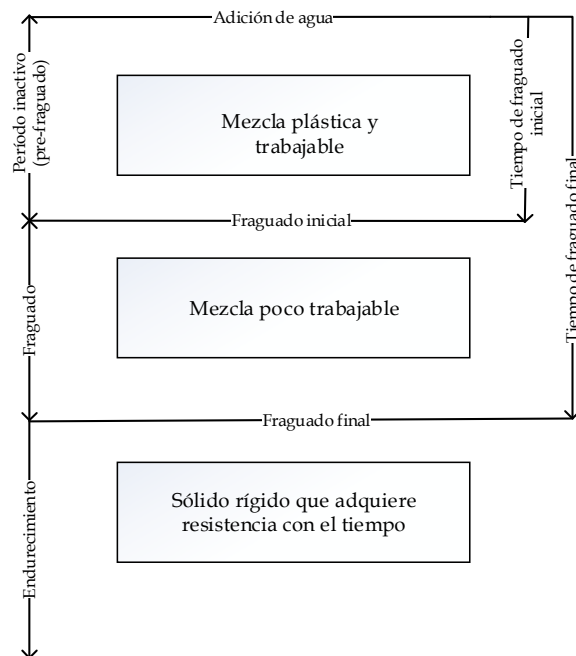 Adición de agua
Período inactivo
(pre-fraguado)
Mezcla plástica y
trabajable
Tiempo de fraguado
inicial
Tiempo de fraguado final
Fraguado inicial
Fraguado
Mezcla poco trabajable
Fraguado final
Endurecimiento
Sólido rígido que adquiere
resistencia con el tiempo